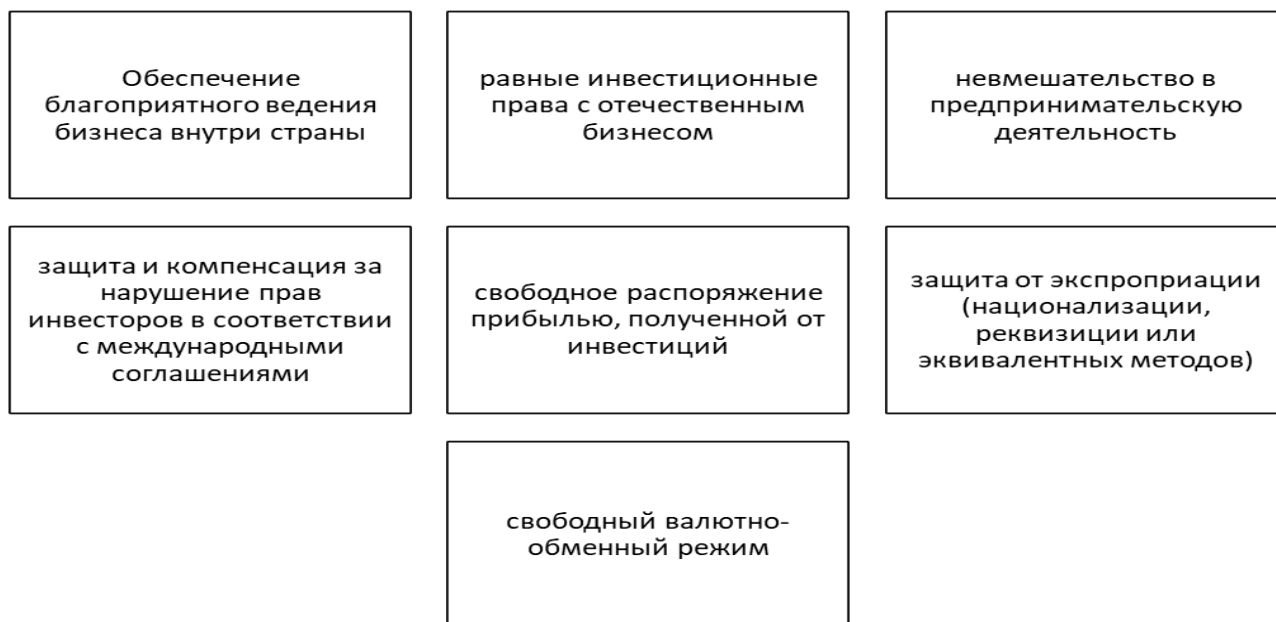 Обеспечение
благоприятного ведения
бизнеса внутри страны
равные инвестиционные
права с отечественным
бизнесом
невмешательство в
предпринимательскую
деятельность
защита и компенсация за
нарушение прав
инвесторов в соответствии
с международными
соглашениями
свободное распоряжение
прибылью, полученной от
инвестиций
защита от экспроприации
(национализации,
реквизиции или
эквивалентных методов)
свободный валютно-
обменный режим